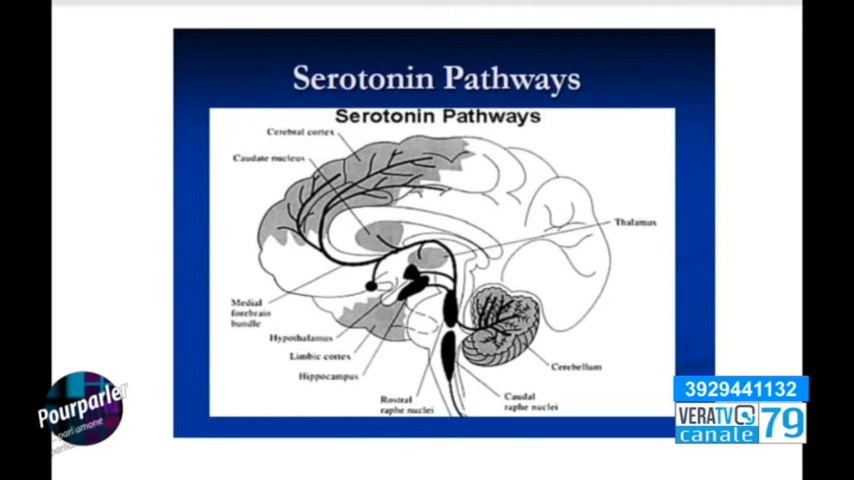 Serotonin Pathways
Serotonin Pathways
Cerebral cortex
Caudate nucleus
Thalamus
Medial
forebrain
bundle
Hypothalamus
Limbic cortex
Hippocampus
Cerebellum
Rostral
raphe nuclei
Caudal
raphe nuclei
Pourparler
3929441132
VERATV
canale 79